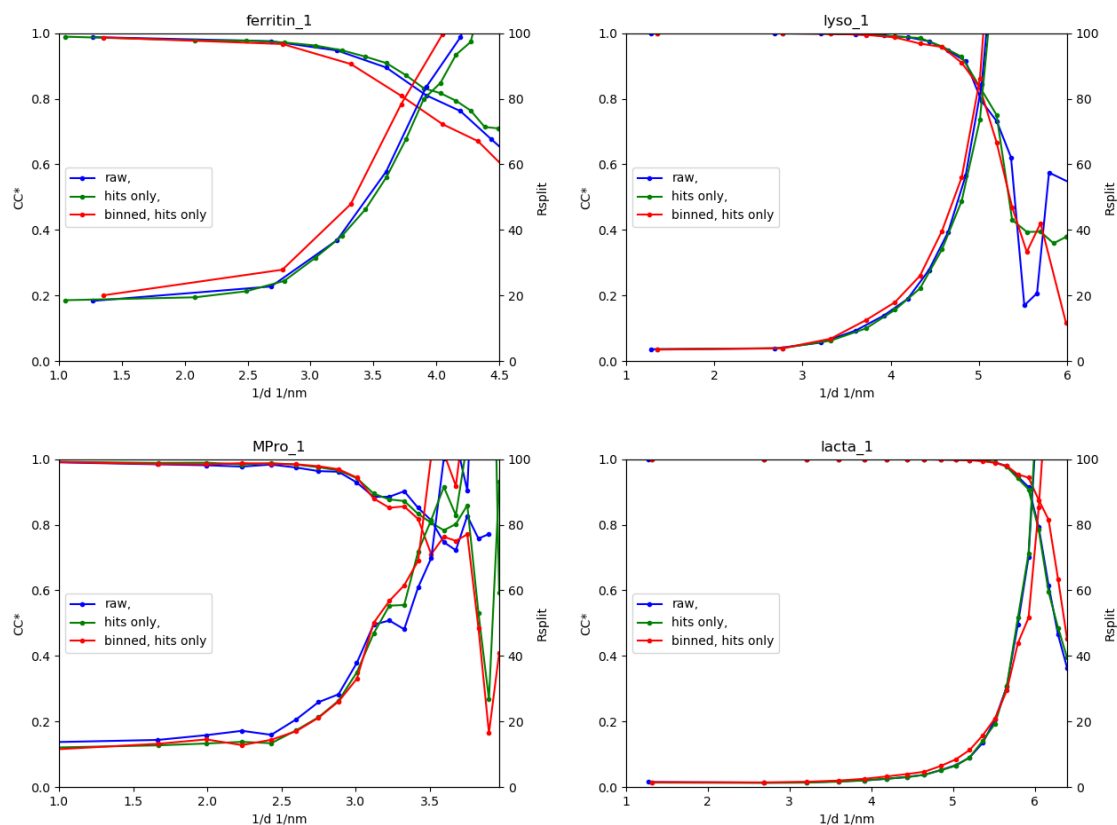 ferritin_1
1.0
0.8
0.6
0.4
0.2
0.0
CC*
100
80
60
40
20
0
Rsplit
raw,
hits only,
binned, hits only
1.0 1.5 2.0 2.5 3.0 3.5 4.0 4.5
1/d 1/nm
lyso_1
1.0
0.8
0.6
0.4
0.2
0.0
CC*
100
80
60
40
20
0
Rsplit
raw,
hits only,
binned, hits only
1 2 3 4 5 6
1/d 1/nm
MPro_1
1.0
0.8
0.6
0.4
0.2
0.0
CC*
100
80
60
40
20
0
Rsplit
raw,
hits only,
binned, hits only
1.0 1.5 2.0 2.5 3.0 3.5
1/d 1/nm
lacta_1
1.0
0.8
0.6
0.4
0.2
0.0
CC*
100
80
60
40
20
0
Rsplit
raw,
hits only,
binned, hits only
1 2 3 4 5 6
1/d 1/nm